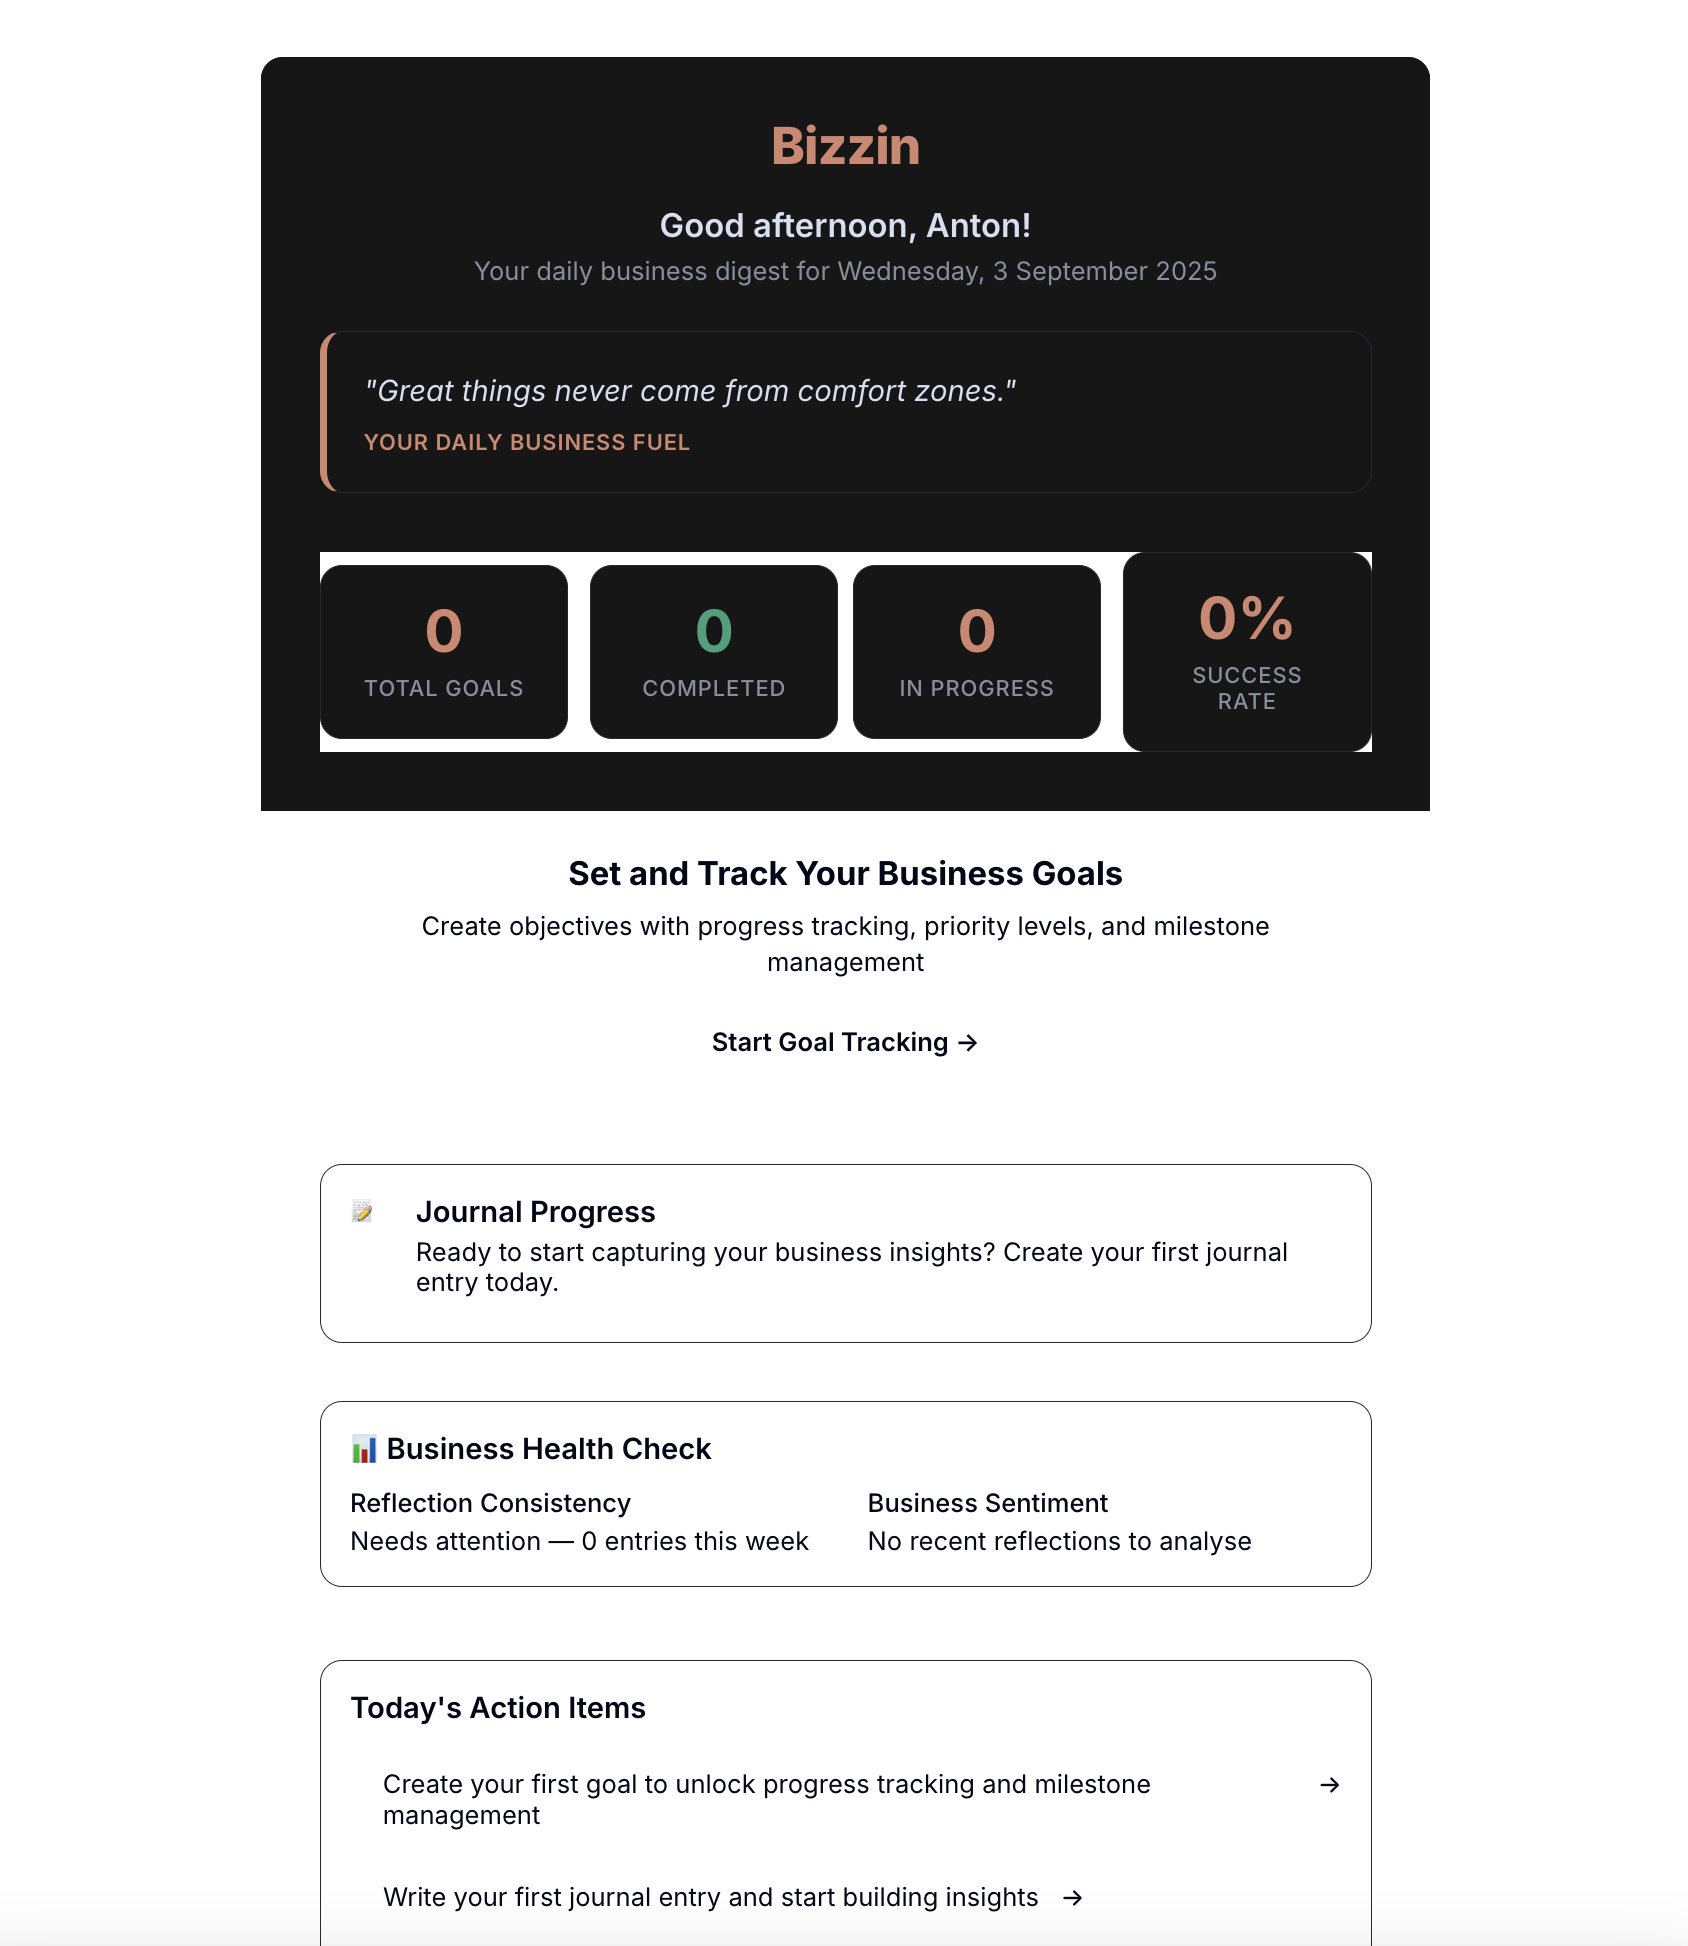 Bizzin
Good afternoon, Anton!
Your daily business digest for Wednesday, 3 September 2025
"Great things never come from comfort zones."
YOUR DAILY BUSINESS FUEL
0
TOTAL GOALS
0
COMPLETED
0
IN PROGRESS
0%
SUCCESS
RATE
Set and Track Your Business Goals
Create objectives with progress tracking, priority levels, and milestone
management
Start Goal Tracking →
Journal Progress
Ready to start capturing your business insights? Create your first journal
entry today.
Business Health Check
Reflection Consistency
Needs attention — 0 entries this week
Business Sentiment
No recent reflections to analyse
Today's Action Items
Create your first goal to unlock progress tracking and milestone
management
→
Write your first journal entry and start building insights →